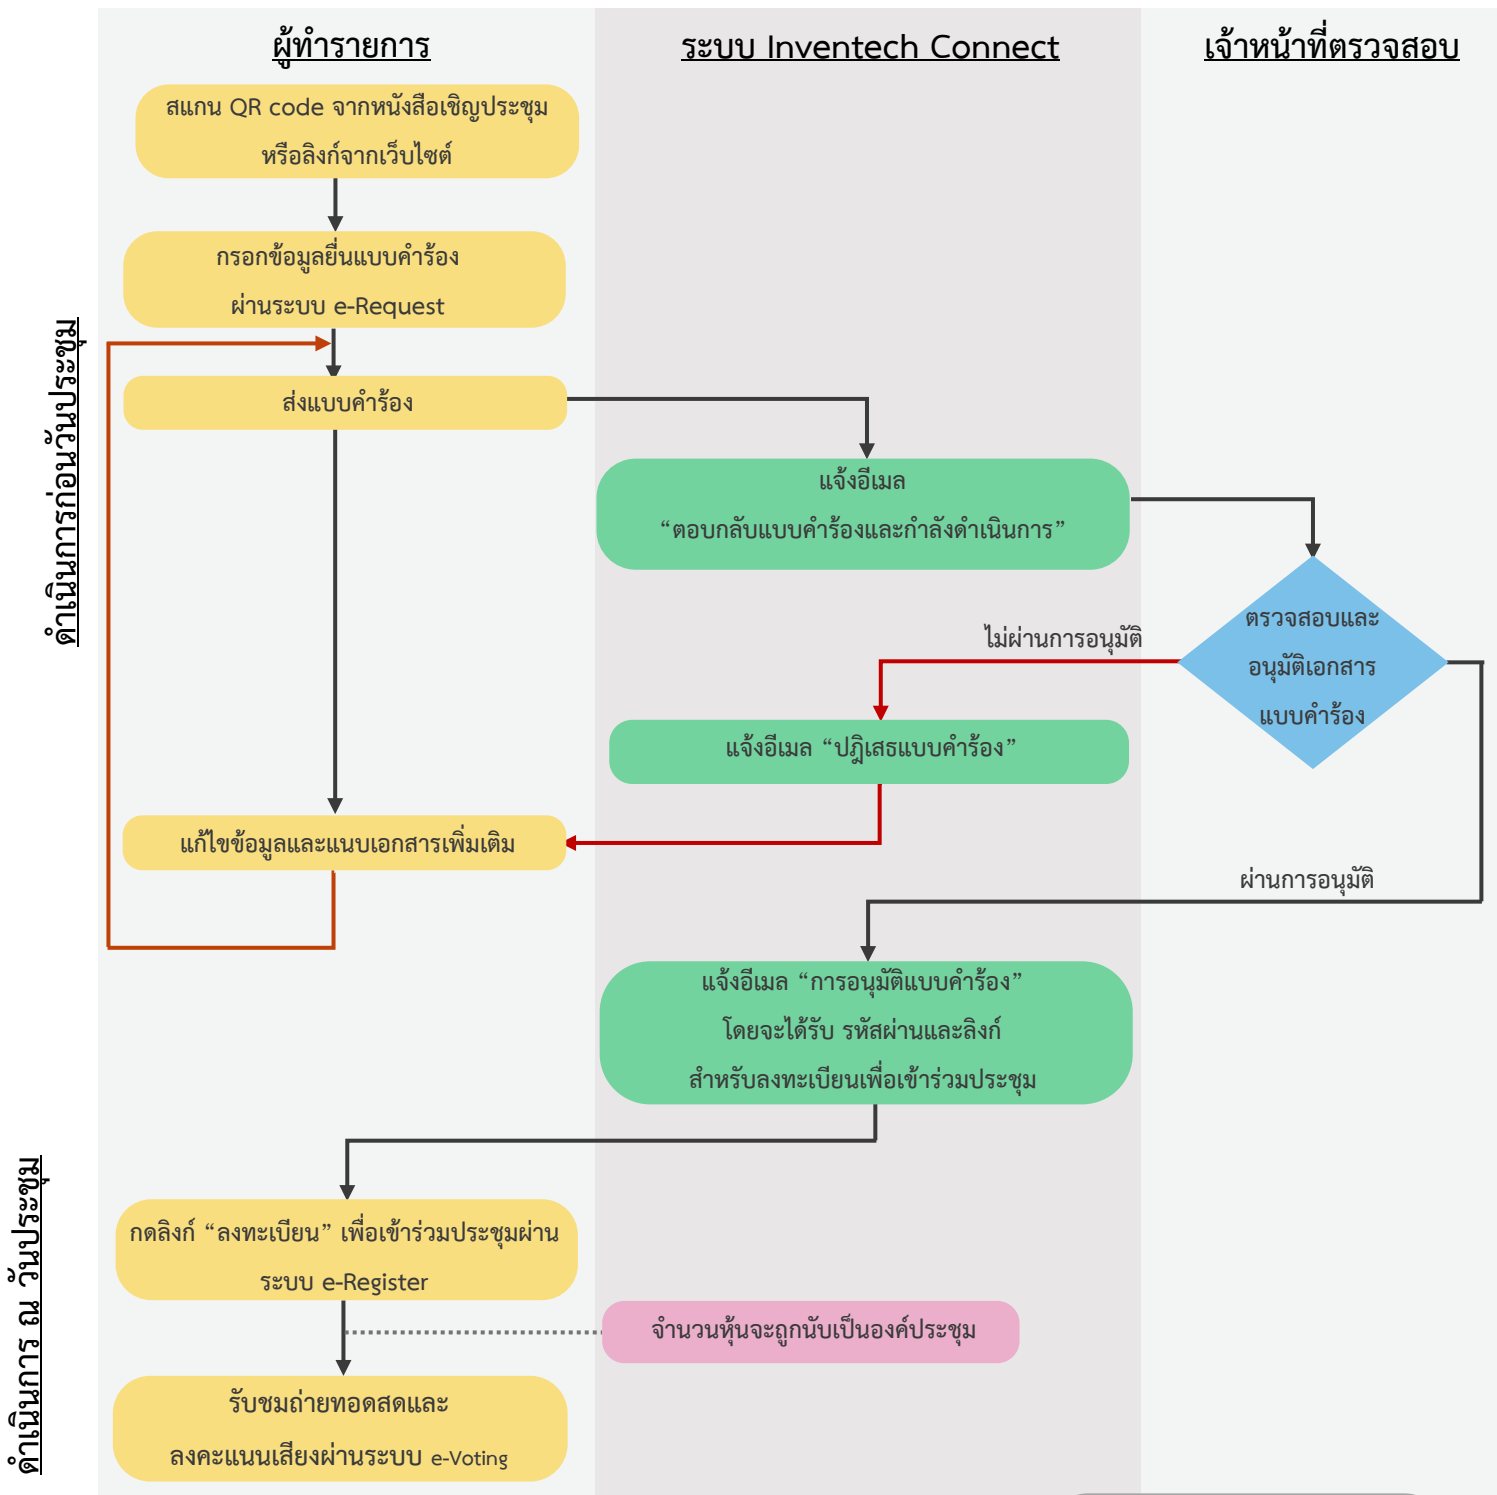 ผู้ทำรายการ
ระบบ Inventech Connect
เจ้าหน้าที่ตรวจสอบ
ดำเนินการก่อนวันประชุม
สแกน QR code จากหนังสือเชิญประชุม
หรือลิงก์จากเว็บไซต์
กรอกข้อมูลยื่นแบบคำร้อง
ผ่านระบบ e-Request
ส่งแบบคำร้อง
แจ้งอีเมล
“ตอบกลับแบบคำร้องและกำลังดำเนินการ”
ตรวจสอบและ
อนุมัติเอกสาร
แบบคำร้อง
ไม่ผ่านการอนุมัติ
แจ้งอีเมล “ปฎิเสธแบบคำร้อง”
แก้ไขข้อมูลและแนบเอกสารเพิ่มเติม
ผ่านการอนุมัติ
แจ้งอีเมล “การอนุมัติแบบคำร้อง”
โดยจะได้รับ รหัสผ่านและลิงก์
สำหรับลงทะเบียนเพื่อเข้าร่วมประชุม
ดำเนินการ ณ วันประชุม
กดลิงก์ “ลงทะเบียน” เพื่อเข้าร่วมประชุมผ่าน
ระบบ e-Register
จำนวนหุ้นจะถูกนับเป็นองค์ประชุม
รับชมถ่ายทอดสดและ
ลงคะแนนเสียงผ่านระบบ e-Voting